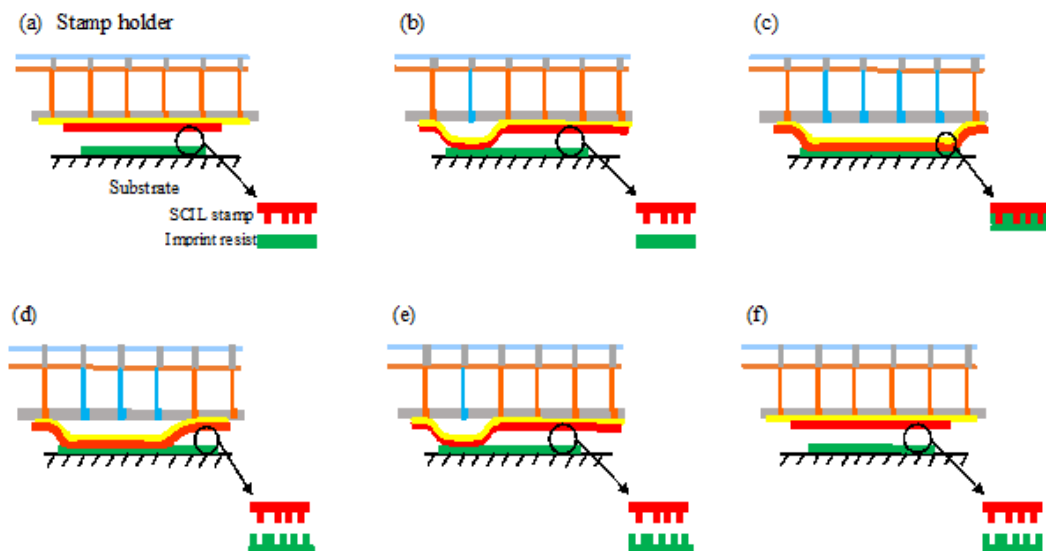 (a) Stamp holder
(b)
(c)
Substrate
SCIL stamp
Imprint resist
(d)
(e)
(f)